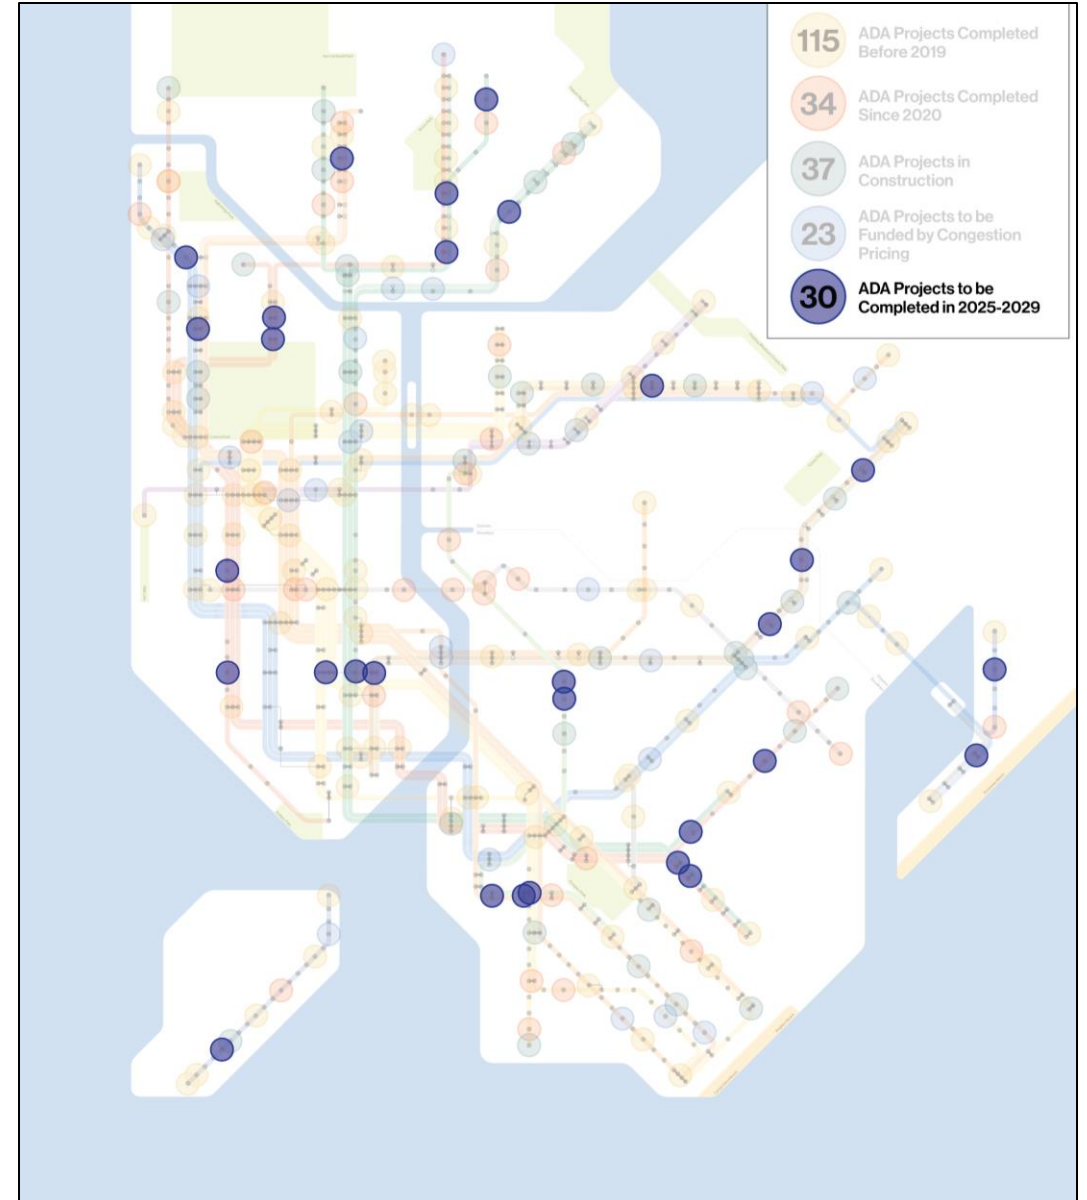 115
ADA Projects Completed
Before 2019
34
ADA Projects Completed
Since 2020
37
ADA Projects in
Construction
23
ADA Projects to be
Funded by Congestion
Pricing
30
ADA Projects to be
Completed in 2025-2029